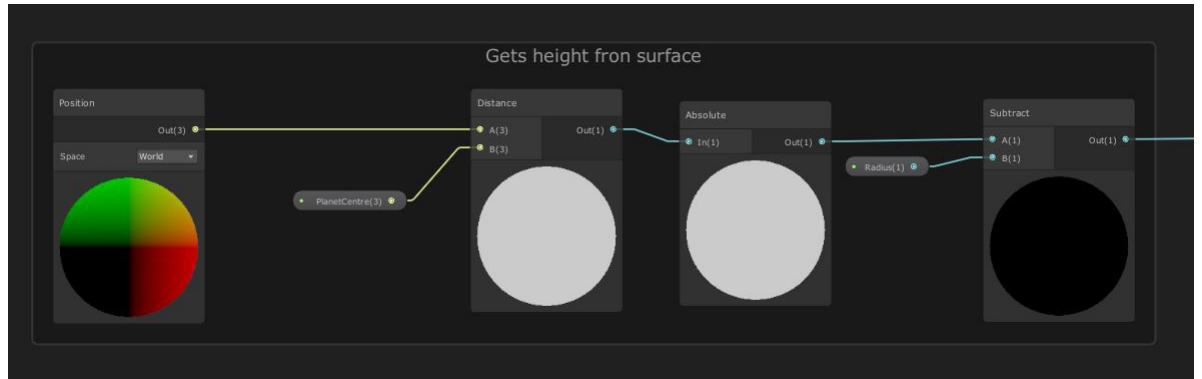 Gets height fron surface
Position
Out(3)
Space
World
PlanetCentre(3)
Distance
A(3)
Out(1)
B(3)
Absolute
In(1)
Out(1)
Radius(1)
Subtract
A(1)
Out(1)
B(1)